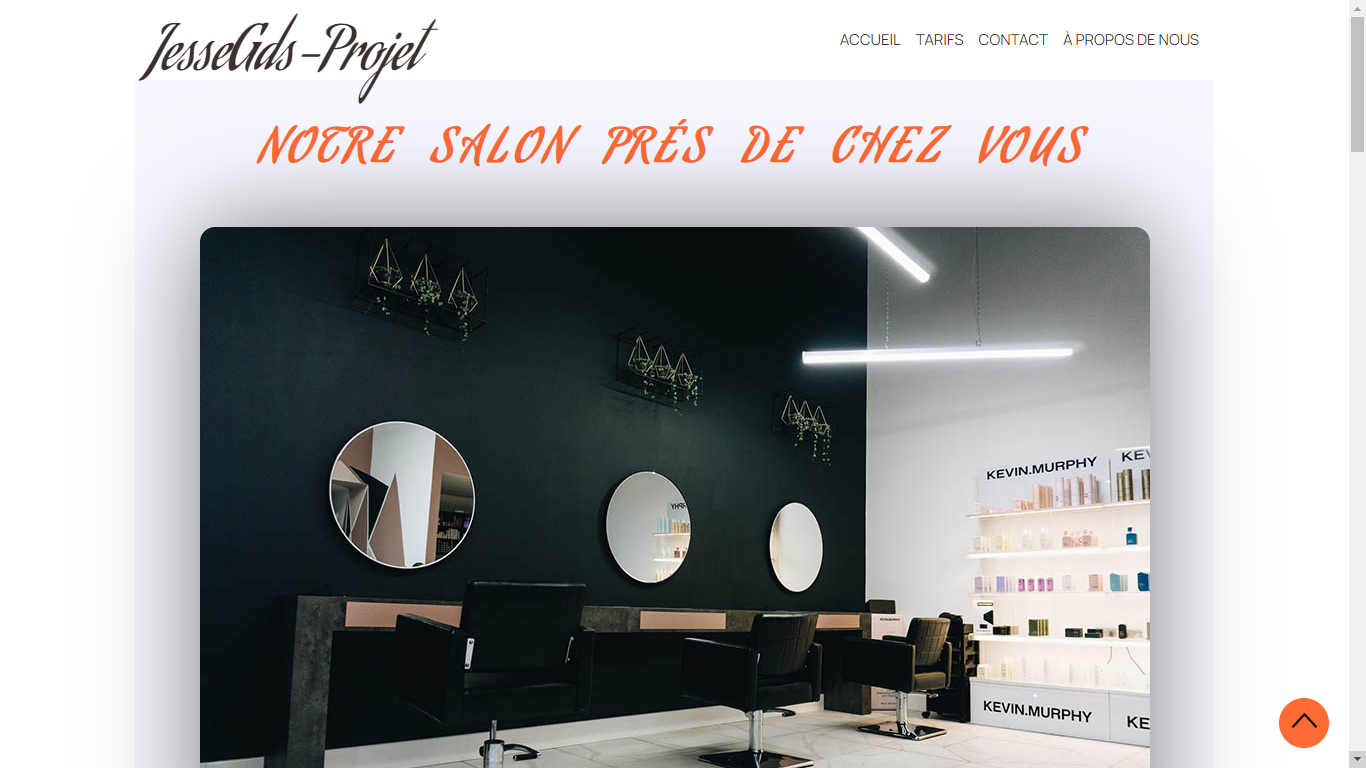 JesseGds-Projet
ACCUEIL TARIFS CONTACT À PROPOS DE NOUS
NOTRE SALON PRÉS DE CHEZ VOUS
KEVIN.MURPHY
KE
KEVIN.MURPHY
KE